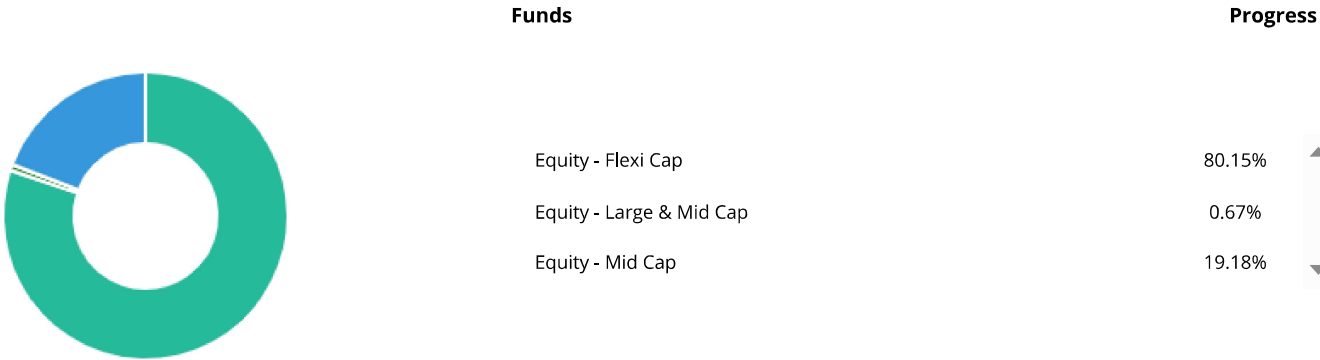 Funds Progress
Equity - Flexi Cap 80.15%
Equity - Large & Mid Cap 0.67%
Equity - Mid Cap 19.18%